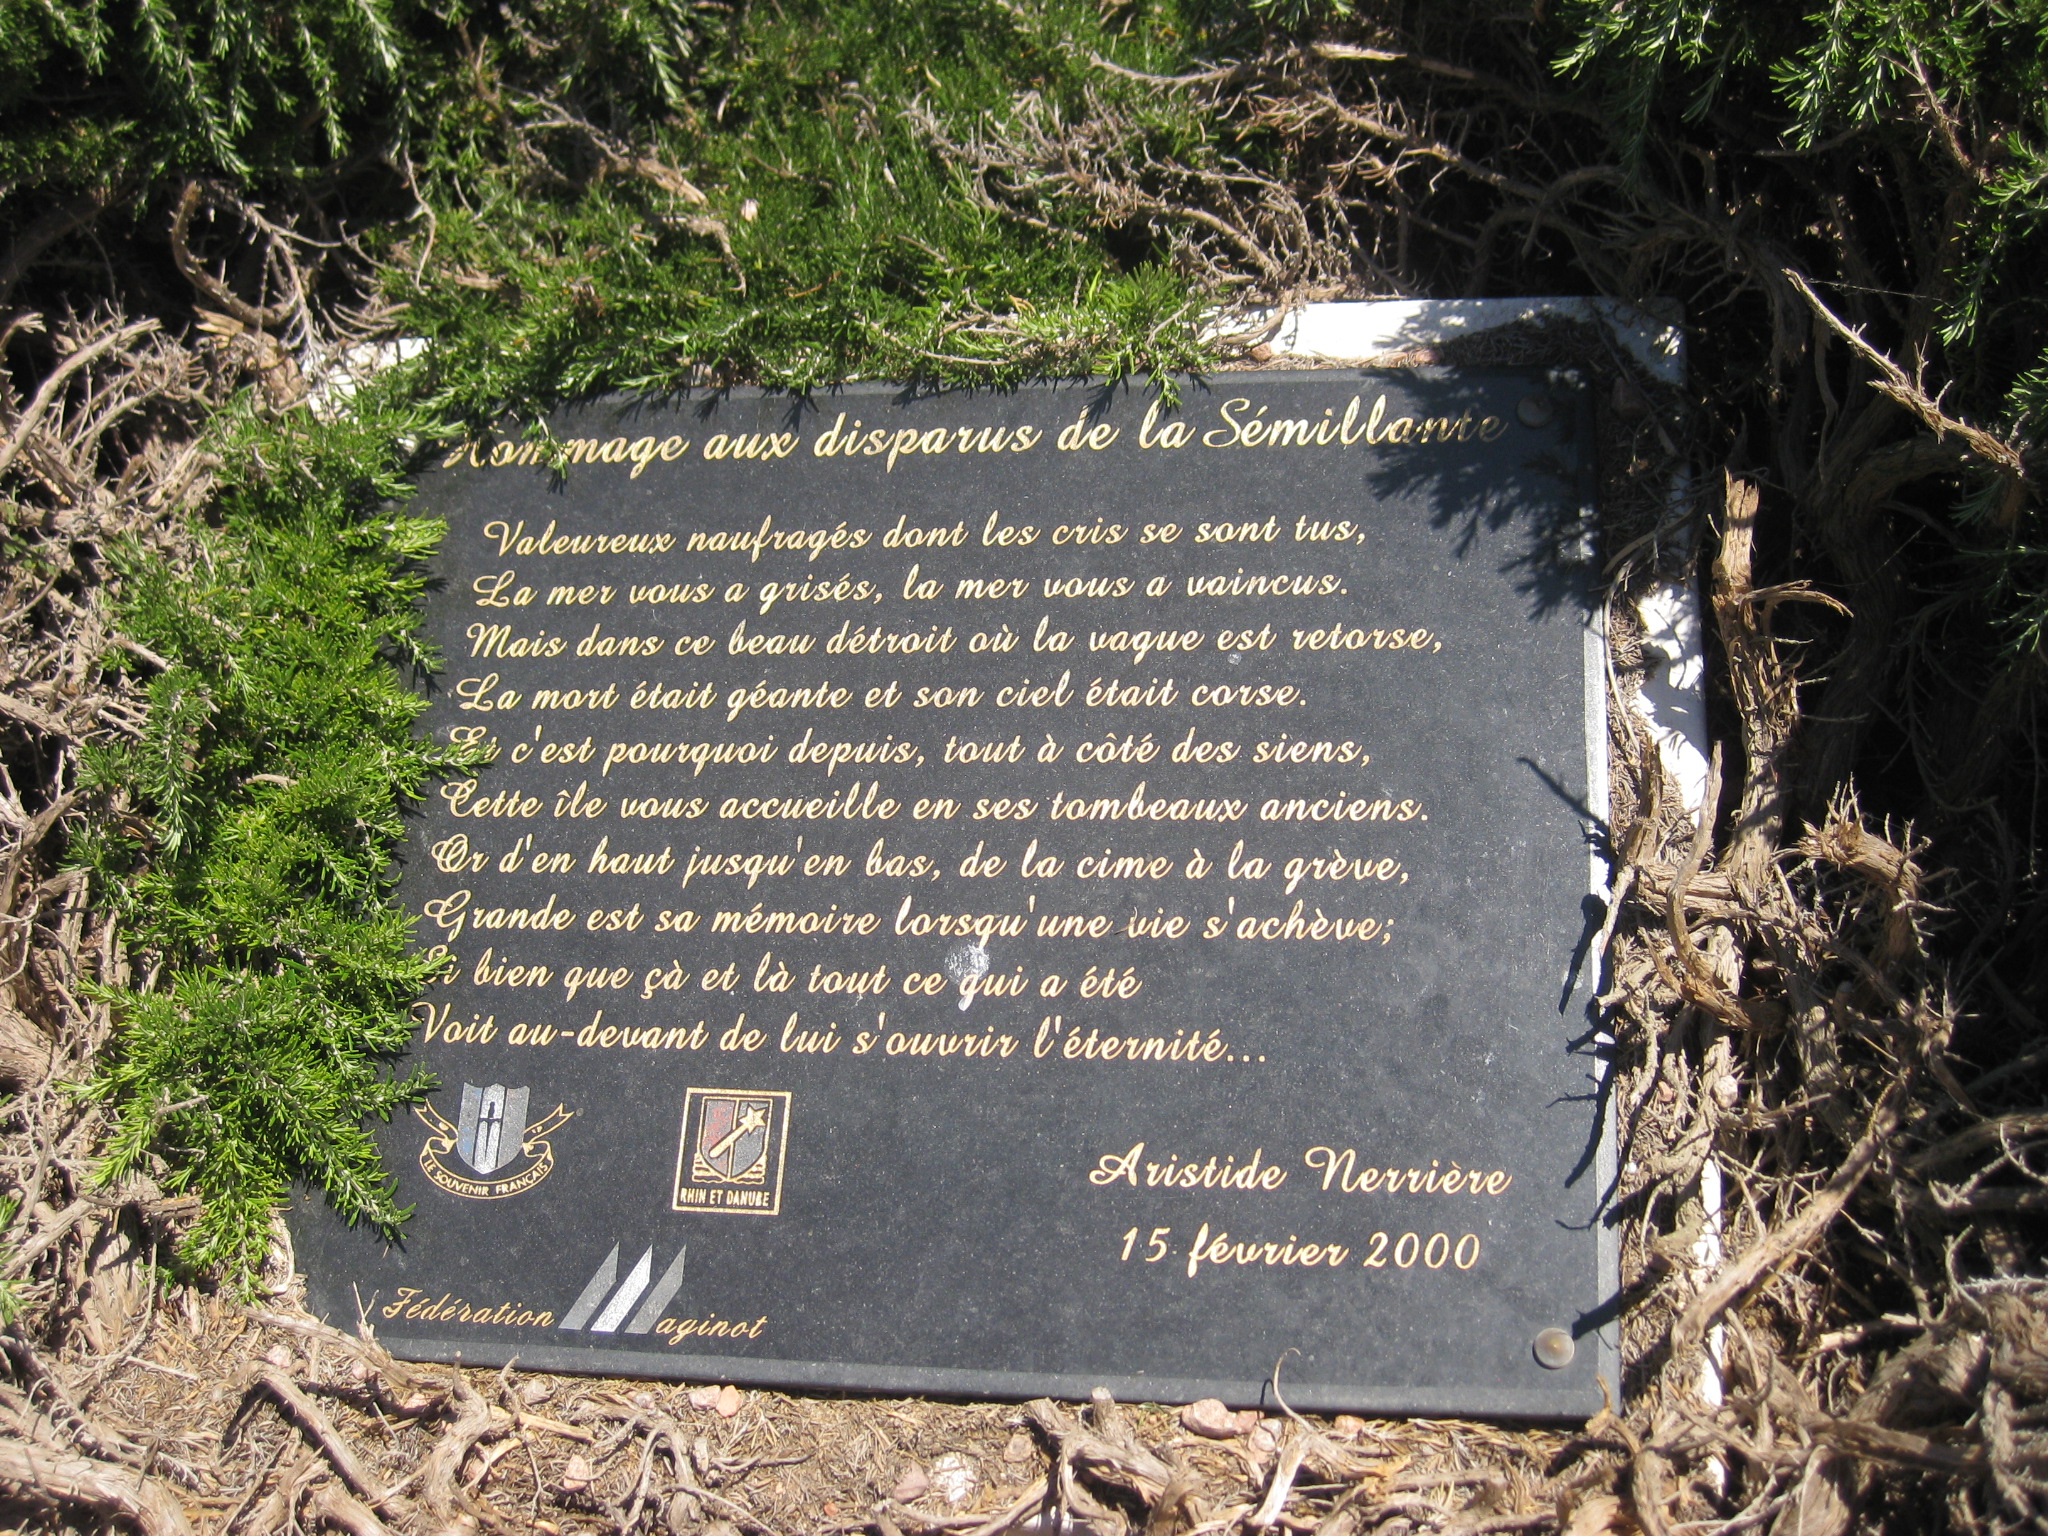 Hommage aux disparus de la Sémillante
Valeureux naufragés dont les cris se sont tus,
La mer vous a grisés, la mer vous a vaincus.
Mais dans ce beau détroit où la vague est retorse,
La mort était géante et son ciel était corse.
Et c'est pourquoi depuis, tout à côté des siens,
Cette île vous accueille en ses tombeaux anciens.
Or d'en haut jusqu'en bas, de la cime à la grève,
Grande est sa mémoire lorsqu'une vie s'achève;
Si bien que çà et là tout ce qui a été
Voit au-devant de lui s'ouvrir l'éternité...
LE SOUVENIR FRANÇAIS
RHIN ET DANUBE
Aristide Nerrière
15 février 2000
Fédération Maginot